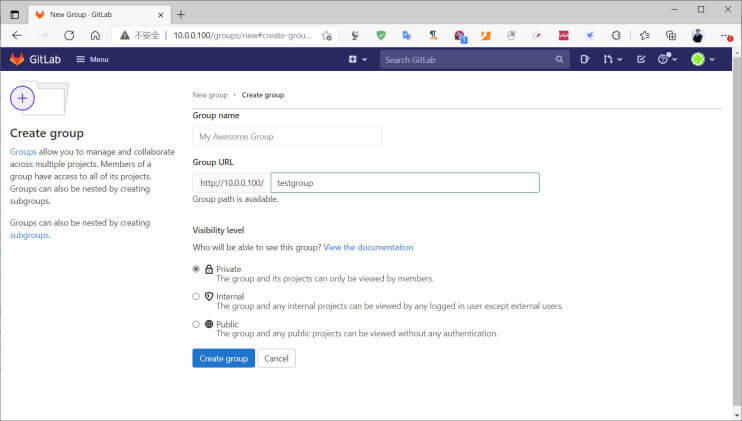 New Group · GitLab
不安全
10.0.0.100/groups/new#create-grou...
GitLab
Menu
Search GitLab
New group
Create group
Create group
Groups allow you to manage and collaborate
across multiple projects. Members of a
group have access to all of its projects.
Groups can also be nested by creating
subgroups.
Groups can also be nested by creating
subgroups.
Group name
My Awesome Group
Group URL
http://10.0.0.100/
testgroup
Group path is available.
Visibility level
Who will be able to see this group? View the documentation
Private
The group and its projects can only be viewed by members.
Internal
The group and any internal projects can be viewed by any logged in user except external users.
Public
The group and any public projects can be viewed without any authentication.
Create group
Cancel